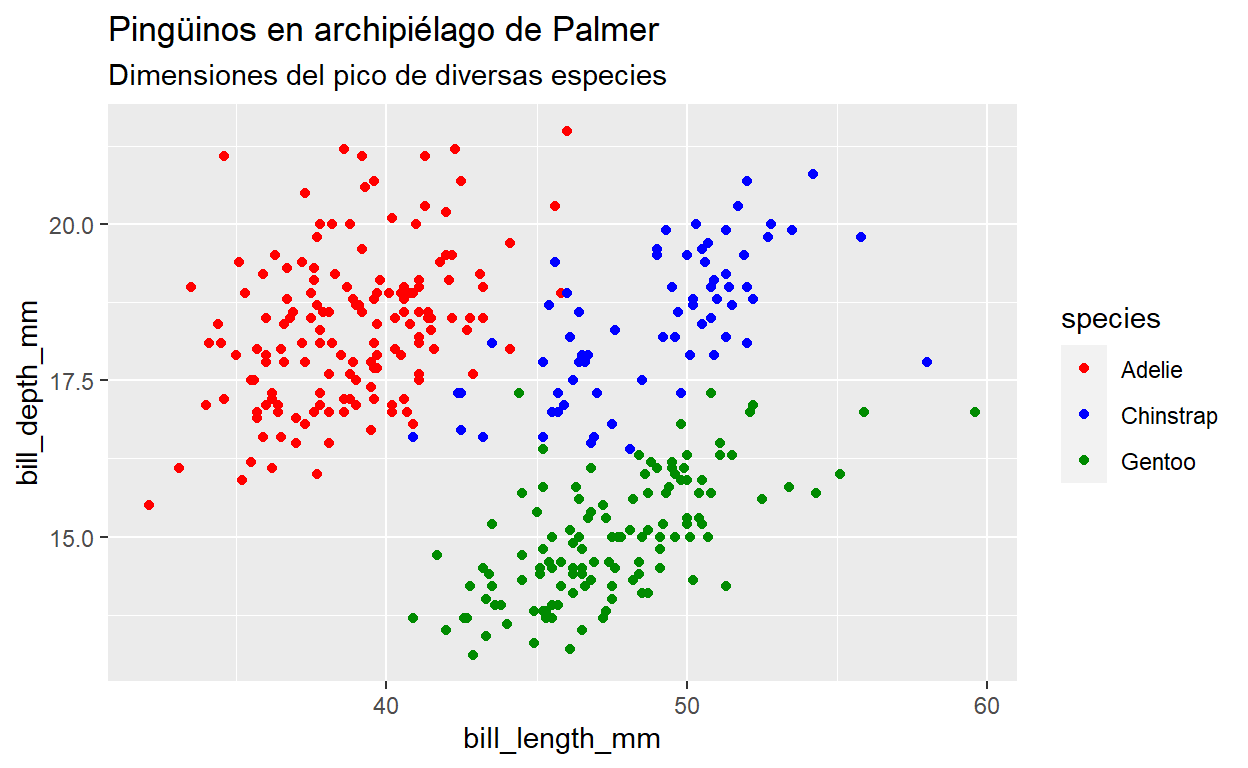 Pingüinos en archipiélago de Palmer
Dimensiones del pico de diversas especies
20.0
17.5
15.0
bill_depth_mm
40
50
60
bill_length_mm
species
Adelie
Chinstrap
Gentoo